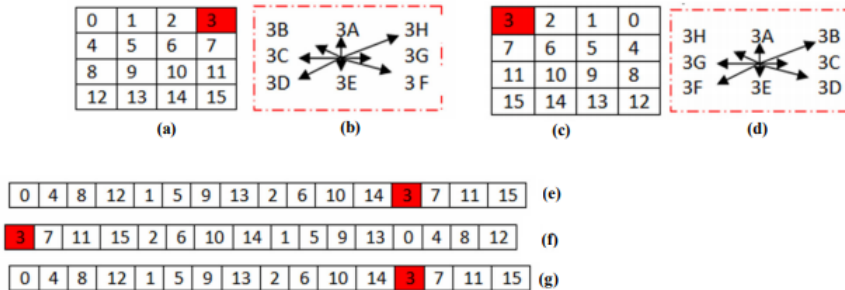 0 1 2 3
4 5 6 7
8 9 10 11
12 13 14 15
(a)
3B 3A 3H
3C 3G
3D 3E 3 F
(b)
3 2 1 0
7 6 5 4
11 10 9 8
15 14 13 12
(c)
3H 3A 3B
3G 3C
3F 3E 3D
(d)
0 4 8 12 1 5 9 13 2 6 10 14 3 7 11 15 (e)
3 7 11 15 2 6 10 14 1 5 9 13 0 4 8 12 (f)
0 4 8 12 1 5 9 13 2 6 10 14 3 7 11 15 (g)